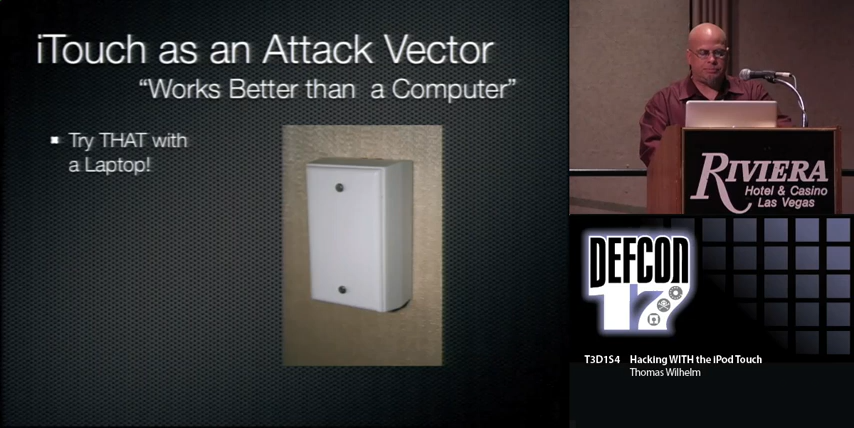 iTouch as an Attack Vector
“Works Better than a Computer”
Try THAT with
a Laptop!
RIVIERA
Hotel & Casino
Las Vegas
DEFCON
17
T3D1S4 Hacking WITH the iPod Touch
Thomas Wilhelm